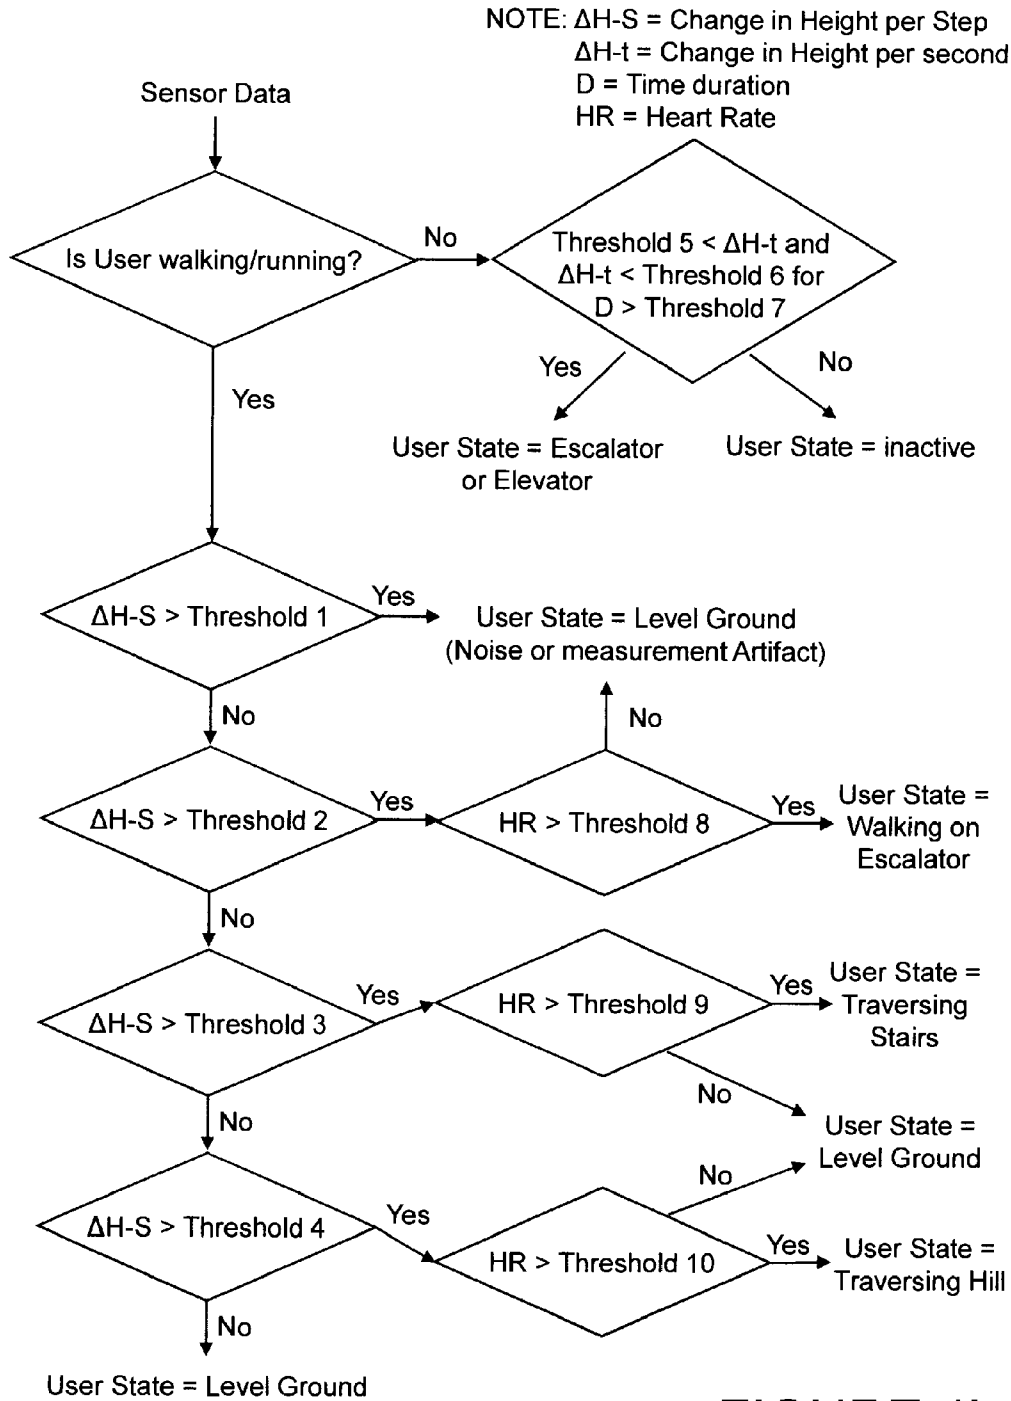 NOTE: ΔH-S = Change in Height per Step
ΔH-t = Change in Height per second
D = Time duration
HR = Heart Rate
Sensor Data
Is User walking/running?
No
Threshold 5 < ΔH-t and
ΔH-t < Threshold 6 for
D > Threshold 7
Yes
No
User State = Escalator
or Elevator
User State = inactive
Yes
ΔH-S > Threshold 1
Yes
User State = Level Ground
(Noise or measurement Artifact)
No
No
ΔH-S > Threshold 2
Yes
HR > Threshold 8
Yes
User State =
Walking on
Escalator
No
ΔH-S > Threshold 3
Yes
HR > Threshold 9
Yes
User State =
Traversing
Stairs
No
No
User State =
Level Ground
No
ΔH-S > Threshold 4
Yes
HR > Threshold 10
Yes
User State =
Traversing Hill
No
User State = Level Ground